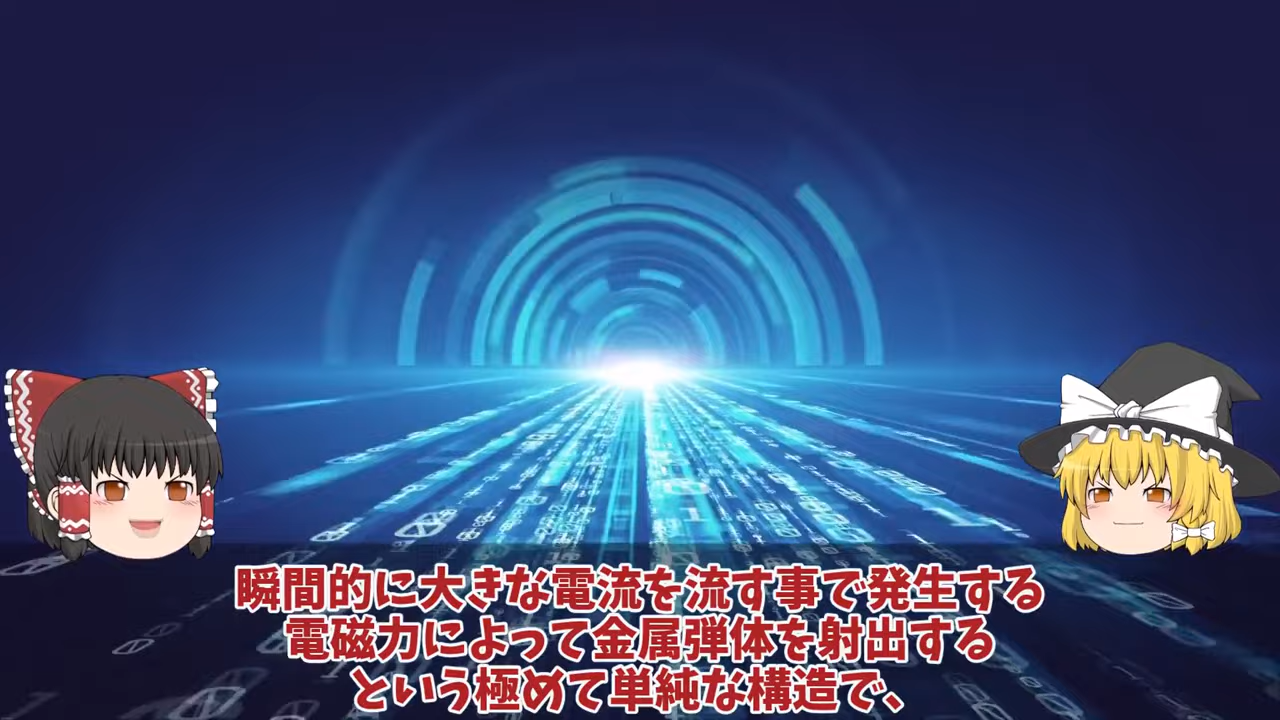 瞬間的に大きな電流を流す事で発生する
電磁力によって金属弾体を射出する
という極めて単純な構造で、